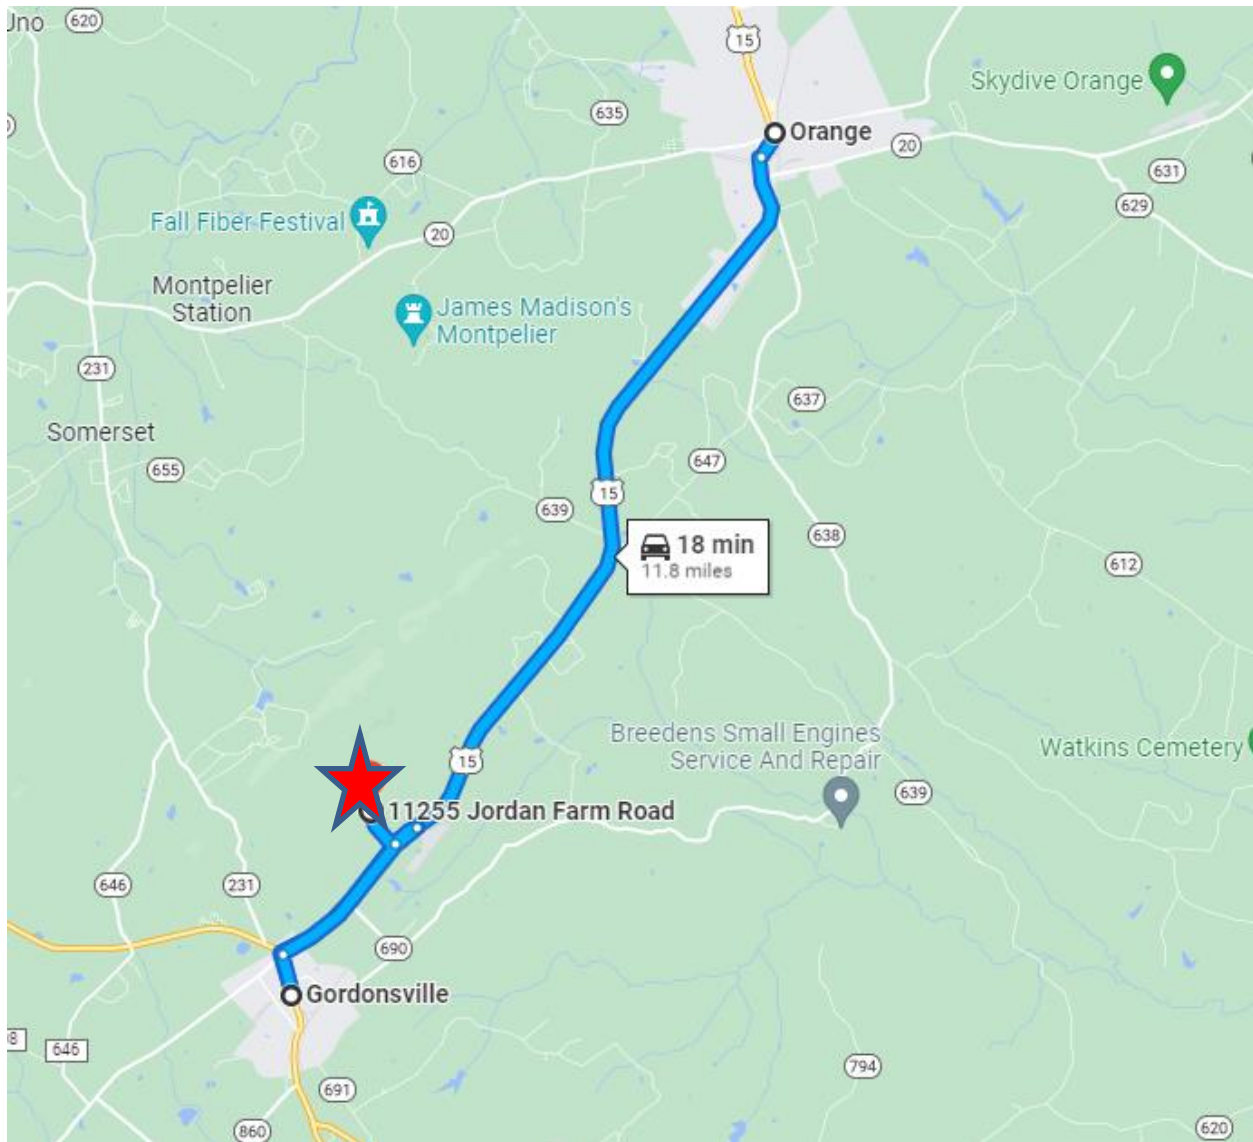 Uno
620
15
Skydive Orange
635
Orange
20
616
631
629
Fall Fiber Festival
20
Montpelier
Station
James Madison's
Montpelier
231
637
Somerset
655
647
15
639
638
18 min
11.8 miles
612
Breedens Small Engines
Service And Repair
Watkins Cemetery
15
639
11255 Jordan Farm Road
646
231
690
Gordonsville
646
794
691
860
620